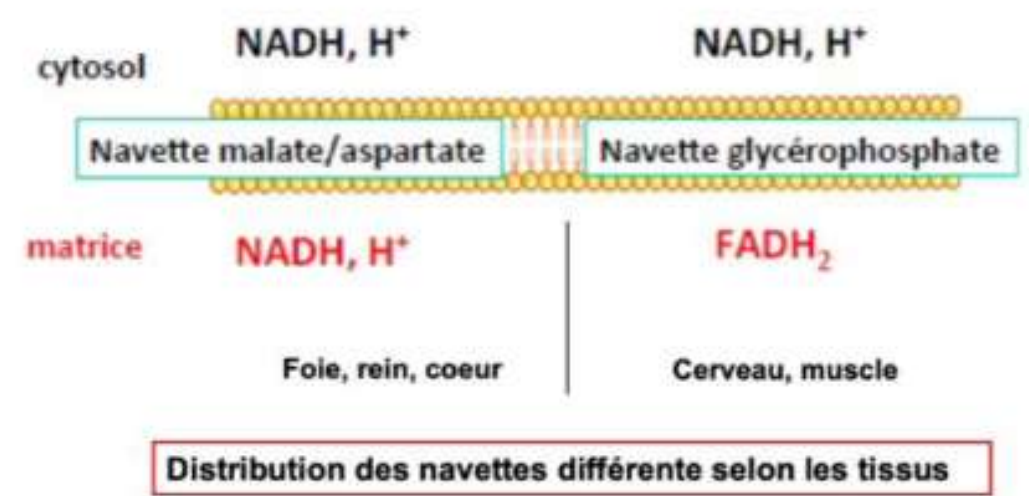 NADH, H⁺ NADH, H⁺
cytosol
Navette malate/aspartate Navette glycérophosphate
matrice NADH, H⁺ FADH₂
Foie, rein, coeur Cerveau, muscle
Distribution des navettes différente selon les tissus